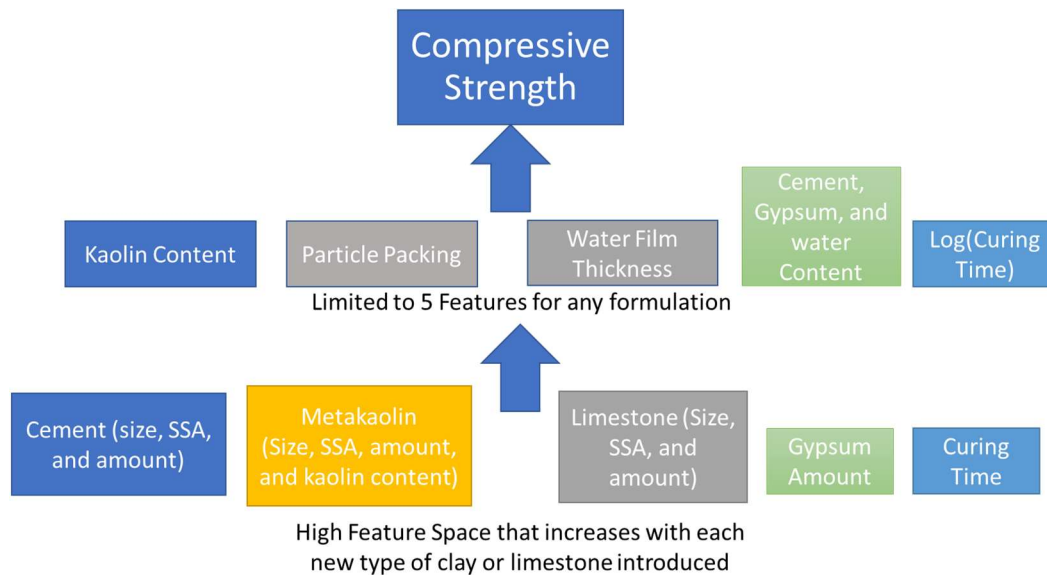 Compressive
Strength
Kaolin Content
Particle Packing
Water Film
Thickness
Cement,
Gypsum, and
water
Content
Log(Curing
Time)
Limited to 5 Features for any formulation
Cement (size, SSA,
and amount)
Metakaolin
(Size, SSA, amount,
and kaolin content)
Limestone (Size,
SSA, and
amount)
Gypsum
Amount
Curing
Time
High Feature Space that increases with each
new type of clay or limestone introduced